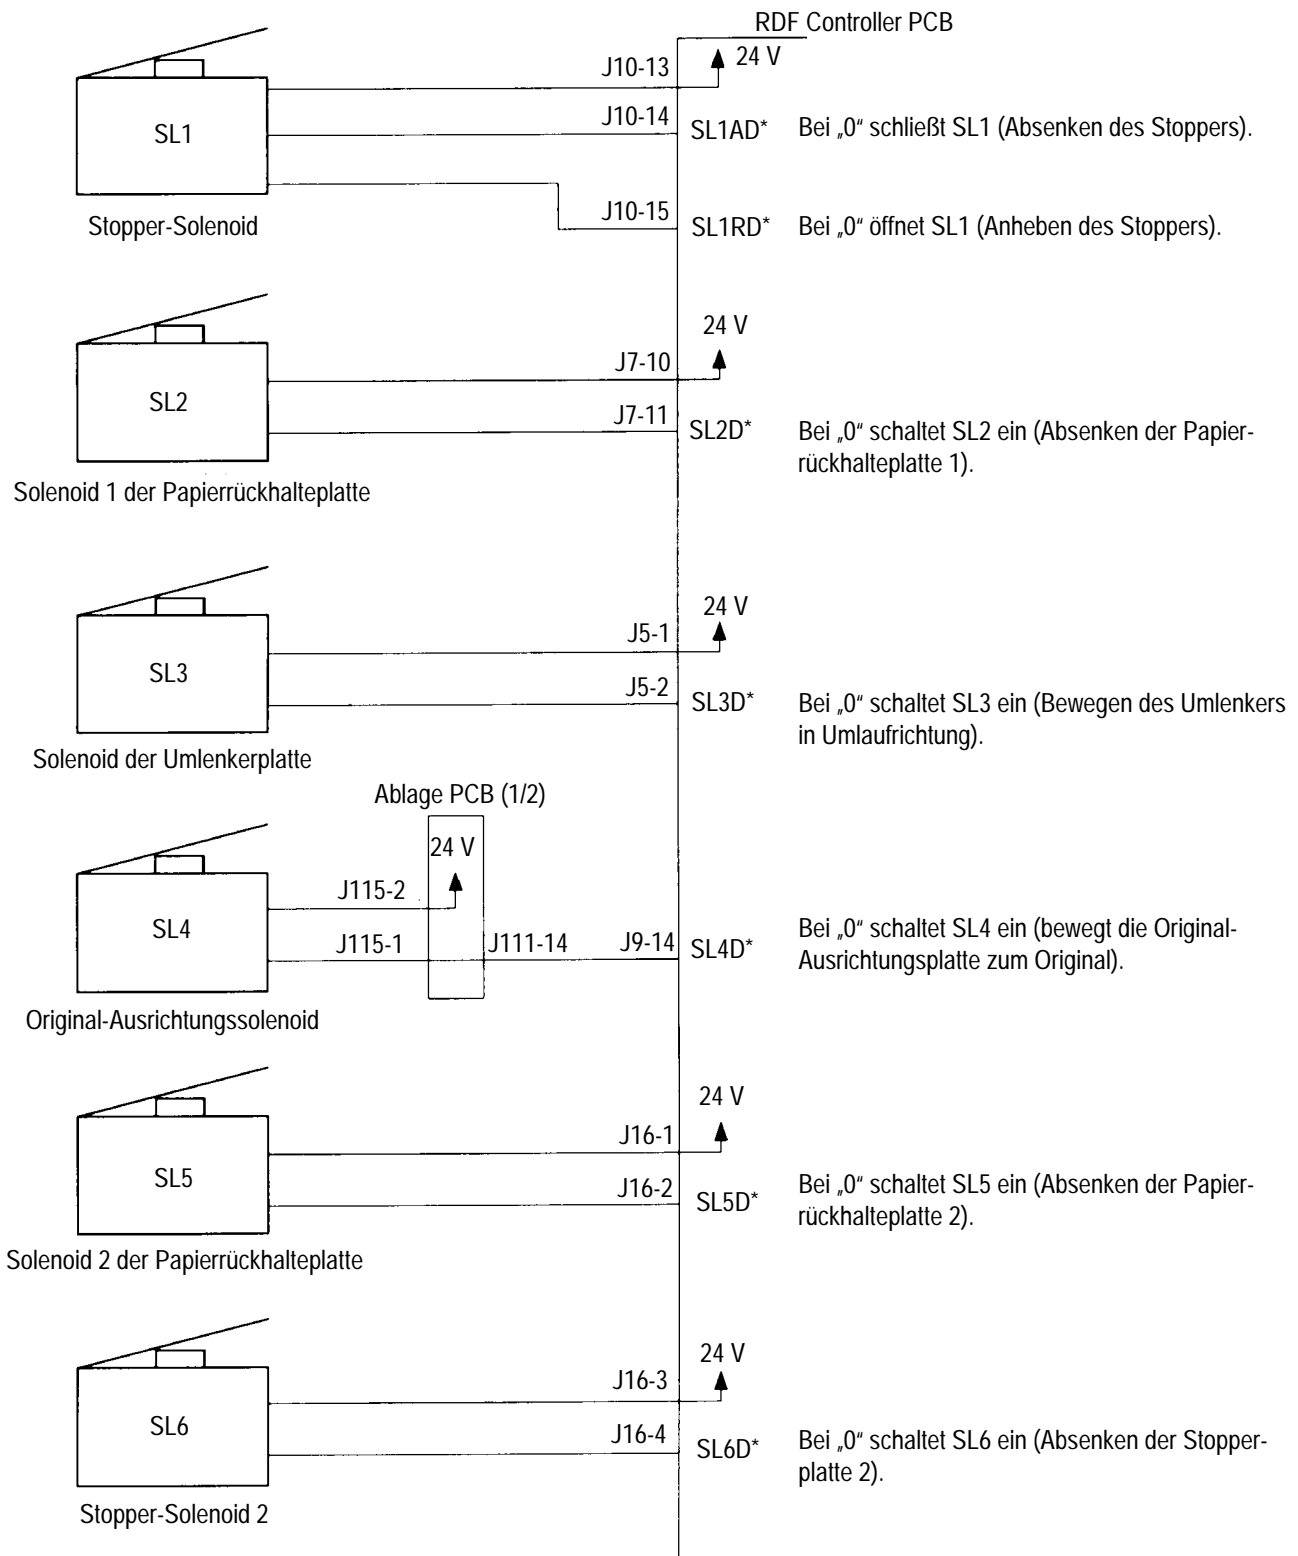 RDF Controller PCB
24 V
J10-13
J10-14
SL1
SL1AD*
Bei „0“ schließt SL1 (Absenken des Stoppers).
J10-15
Stopper-Solenoid
SL1RD*
Bei „0“ öffnet SL1 (Anheben des Stoppers).
24 V
J7-10
SL2
J7-11
SL2D*
Bei „0“ schaltet SL2 ein (Absenken der Papier-
rückhalteplatte 1).
Solenoid 1 der Papierrückhalteplatte
24 V
J5-1
SL3
J5-2
SL3D*
Bei „0“ schaltet SL3 ein (Bewegen des Umlenkers
in Umlaufrichtung).
Solenoid der Umlenkerplatte
Ablage PCB (1/2)
24 V
J115-2
SL4
J115-1
J111-14
J9-14
SL4D*
Bei „0“ schaltet SL4 ein (bewegt die Original-
Ausrichtungsplatte zum Original).
Original-Ausrichtungssolenoid
24 V
J16-1
SL5
J16-2
SL5D*
Bei „0“ schaltet SL5 ein (Absenken der Papier-
rückhalteplatte 2).
Solenoid 2 der Papierrückhalteplatte
24 V
J16-3
SL6
J16-4
SL6D*
Bei „0“ schaltet SL6 ein (Absenken der Stopper-
platte 2).
Stopper-Solenoid 2